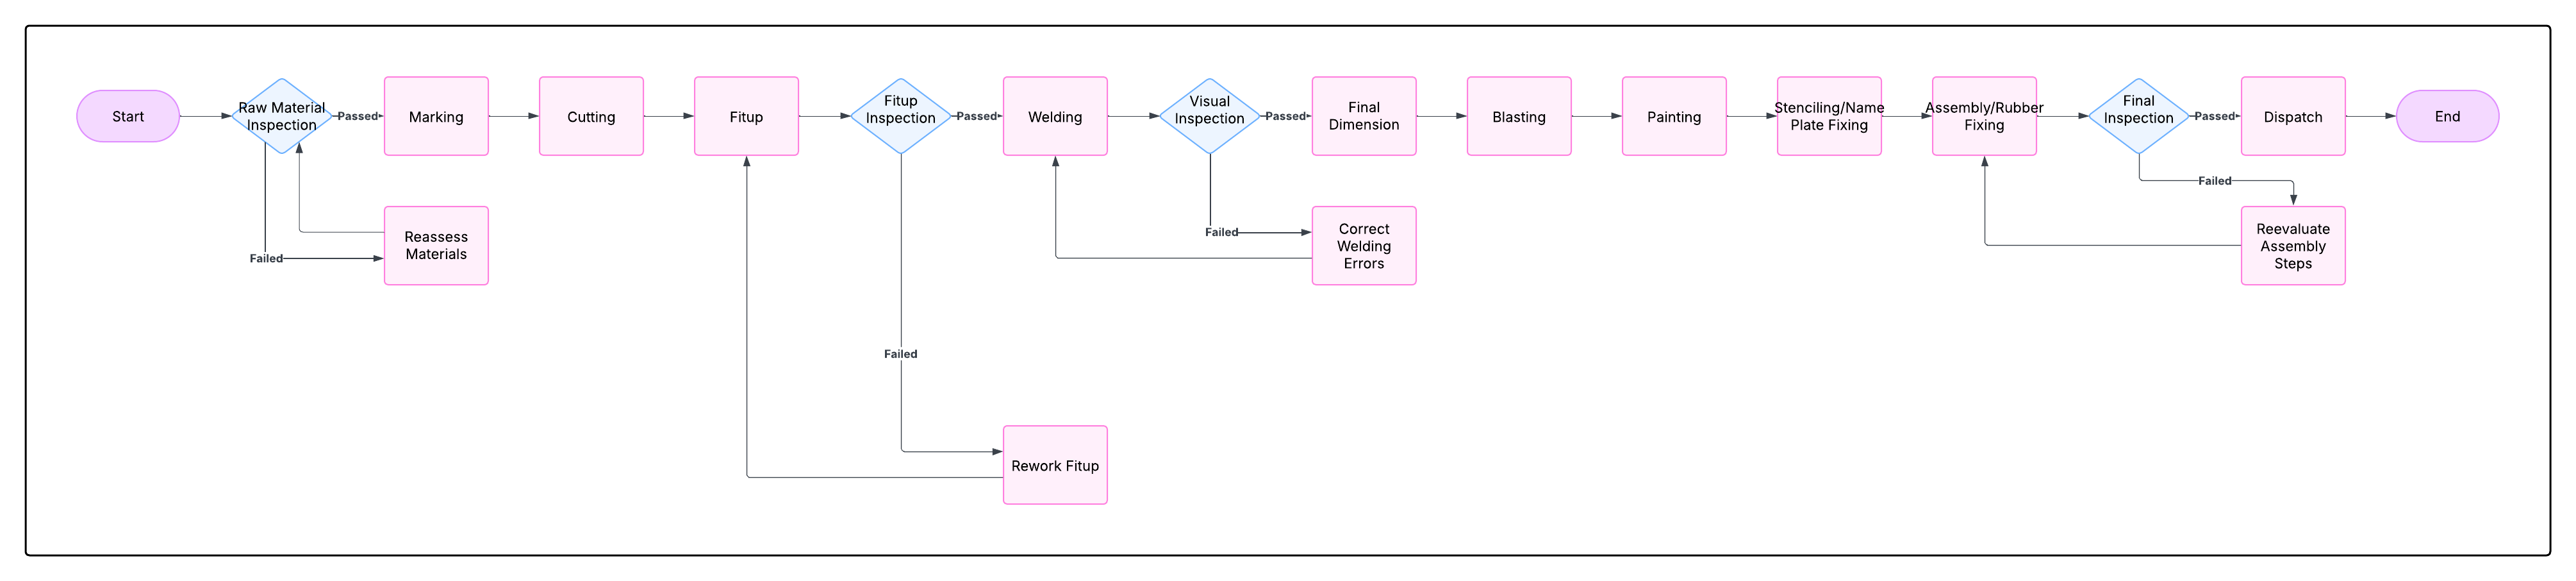 Start
Raw Material
Inspection
Passed
Marking
Cutting
Fitup
Fitup
Inspection
Passed
Welding
Visual
Inspection
Passed
Final
Dimension
Blasting
Painting
Stenciling/Name
Plate Fixing
Assembly/Rubber
Fixing
Final
Inspection
Passed
Dispatch
End
Failed
Reassess
Materials
Failed
Rework Fitup
Failed
Correct
Welding
Errors
Failed
Reevaluate
Assembly
Steps